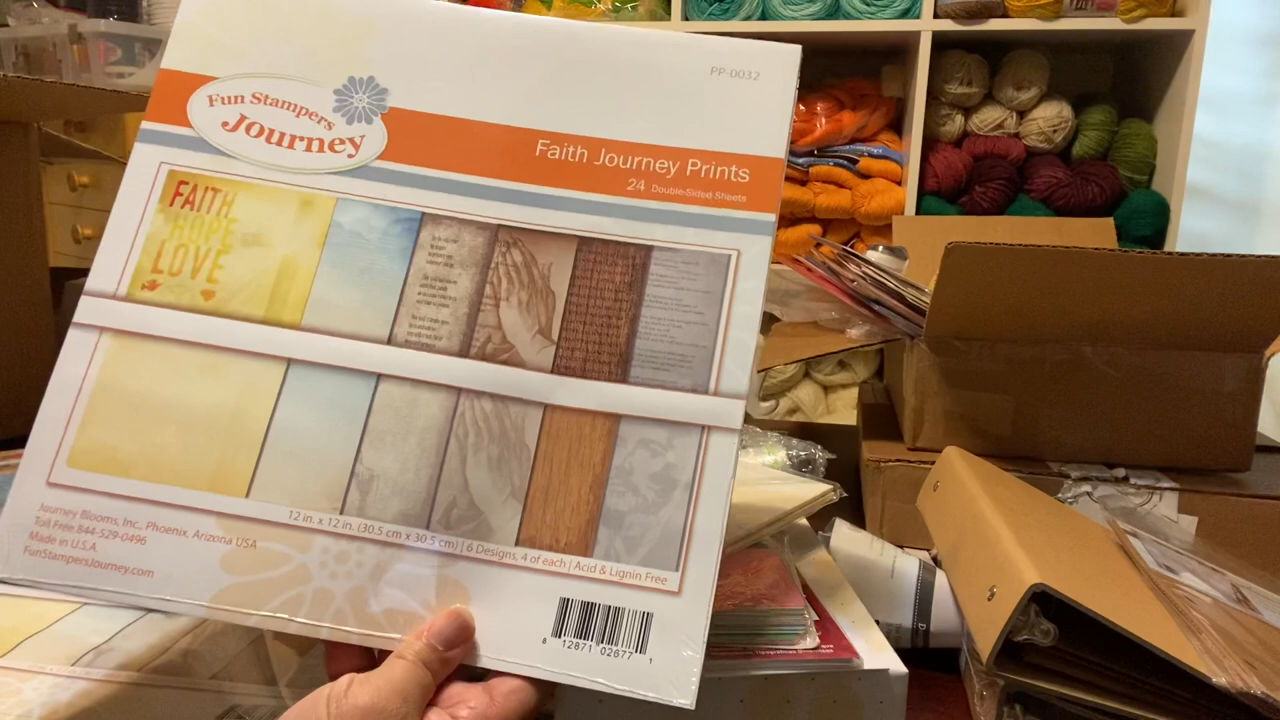 PP-0032
Fun Stampers
Journey
Faith Journey Prints
24 Double-Sided Sheets
FAITH
HOPE
LOVE
Journey Blooms, Inc., Phoenix, Arizona USA
Toll Free 844-529-0496
Made in U.S.A.
FunStampersJourney.com
12 in. x 12 in. (30.5 cm x 30.5 cm) | 6 Designs, 4 of each | Acid & Lignin Free
8 12871 02677 1